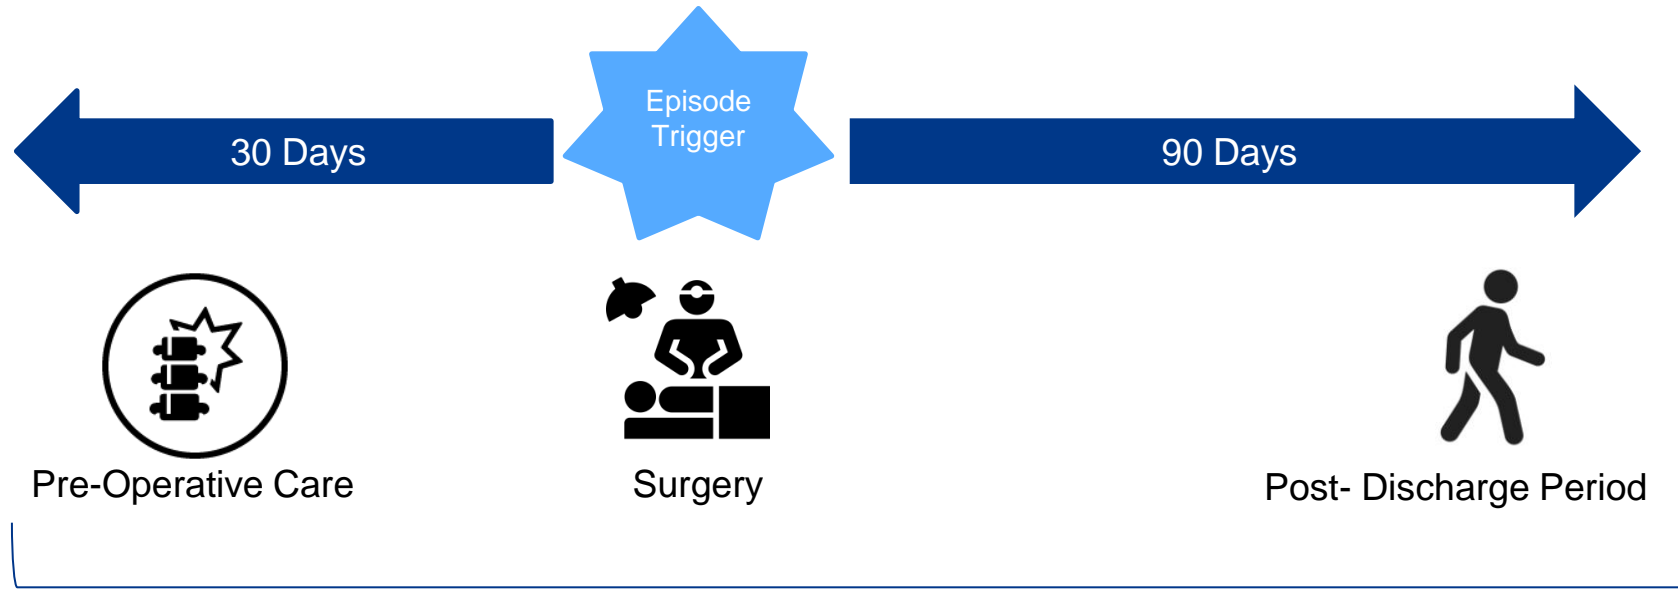 Episode
Trigger
30 Days
90 Days
Pre-Operative Care
Surgery
Post- Discharge Period